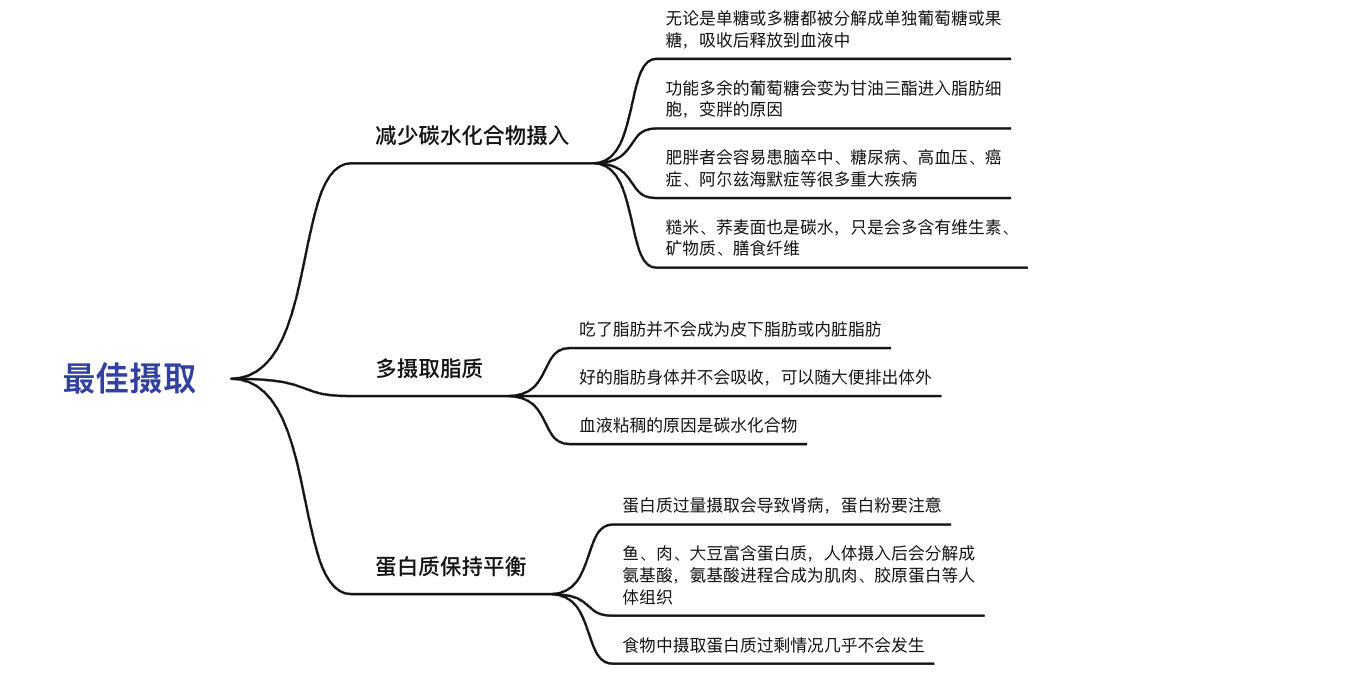 最佳摄取
减少碳水化合物摄入
无论是单糖或多糖都被分解成单独葡萄糖或果
糖，吸收后释放到血液中
功能多余的葡萄糖会变为甘油三酯进入脂肪细
胞，变胖的原因
肥胖者会容易患脑卒中、糖尿病、高血压、癌
症、阿尔兹海默症等很多重大疾病
糙米、荞麦面也是碳水，只是会多含有维生素、
矿物质、膳食纤维
多摄取脂质
吃了脂肪并不会成为皮下脂肪或内脏脂肪
好的脂肪身体并不会吸收，可以随大便排出体外
血液粘稠的原因是碳水化合物
蛋白质保持平衡
蛋白质过量摄取会导致肾病，蛋白粉要注意
鱼、肉、大豆富含蛋白质，人体摄入后会分解成
氨基酸，氨基酸进程合成为肌肉、胶原蛋白等人
体组织
食物中摄取蛋白质过剩情况几乎不会发生